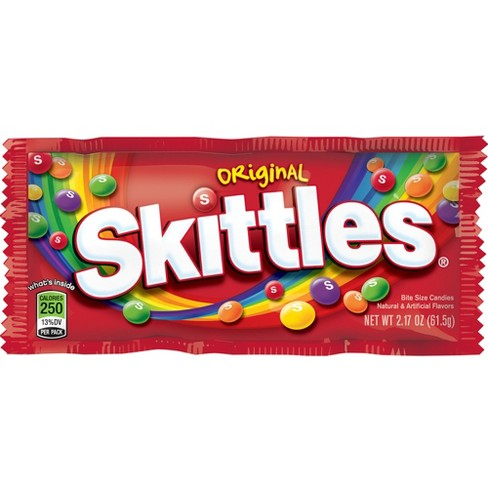 ORIGINAL
Skittles®
what's inside
CALORIES
250
13%DV
PER PACK
Bite Size Candies
Natural & Artificial Flavors
NET WT 2.17 OZ (61.5g)
S
S
S
S
S
S
S
S
S